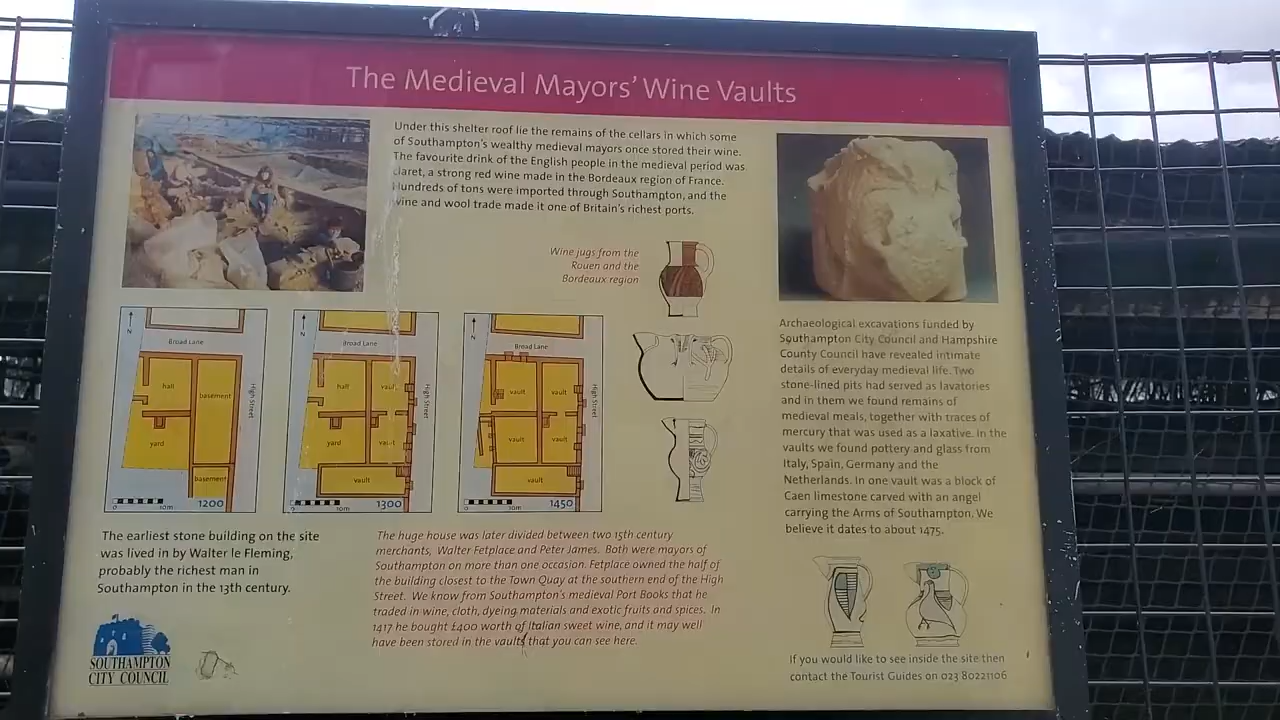 The Medieval Mayors' Wine Vaults
Under this shelter roof lie the remains of the cellars in which some
of Southampton's wealthy medieval mayors once stored their wine.
The favourite drink of the English people in the medieval period was
claret, a strong red wine made in the Bordeaux region of France.
Hundreds of tons were imported through Southampton, and the
wine and wool trade made it one of Britain's richest ports.
Wine jugs from the
Rouen and the
Bordeaux region
N
Broad Lane
hall
basement
High Street
yard
basement
0 10m 1200
N
Broad Lane
hall
vault
High Street
yard
vault
vault
0 10m 1300
N
Broad Lane
vault
vault
High Street
vault
vault
vault
0 10m 1450
The earliest stone building on the site
was lived in by Walter le Fleming,
probably the richest man in
Southampton in the 13th century.
The huge house was later divided between two 15th century
merchants, Walter Fetplace and Peter James. Both were mayors of
Southampton on more than one occasion. Fetplace owned the half of
the building closest to the Town Quay at the southern end of the High
Street. We know from Southampton's medieval Port Books that he
traded in wine, cloth, dyeing materials and exotic fruits and spices. In
1417 he bought £400 worth of Italian sweet wine, and it may well
have been stored in the vaults that you can see here.
Archaeological excavations funded by
Southampton City Council and Hampshire
County Council have revealed intimate
details of everyday medieval life. Two
stone-lined pits had served as lavatories
and in them we found remains of
medieval meals, together with traces of
mercury that was used as a laxative. In the
vaults we found pottery and glass from
Italy, Spain, Germany and the
Netherlands. In one vault was a block of
Caen limestone carved with an angel
carrying the Arms of Southampton. We
believe it dates to about 1475.
If you would like to see inside the site then
contact the Tourist Guides on 023 80221106
SOUTHAMPTON
CITY COUNCIL